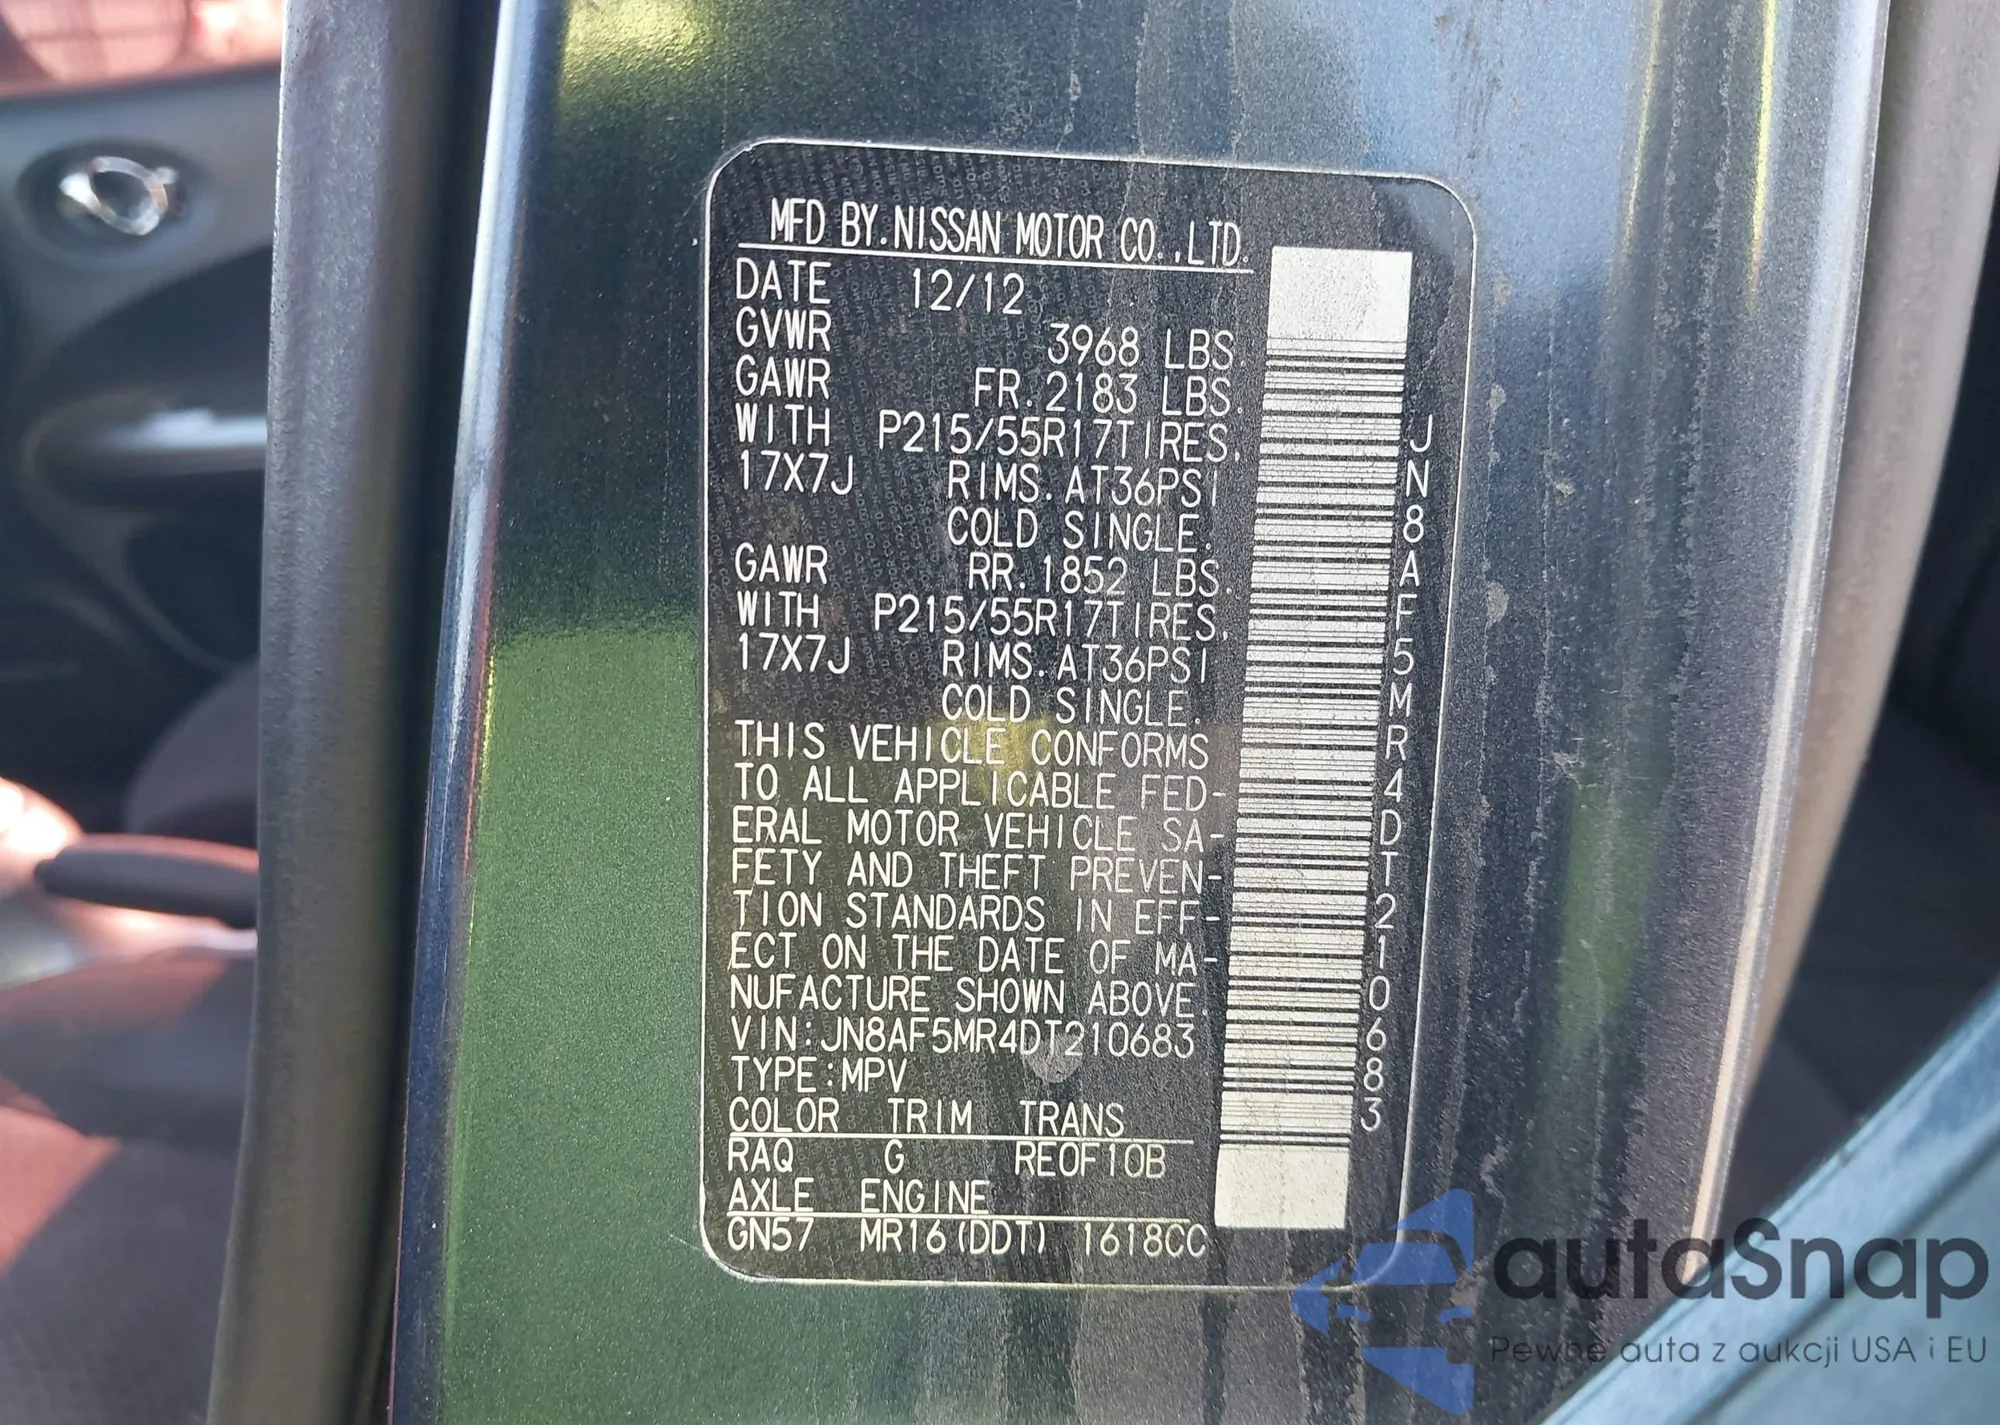 MFD BY.NISSAN MOTOR CO.,LTD.
DATE 12/12
GVWR 3968 LBS
GAWR FR.2183 LBS.
WITH P215/55R17TIRES.
17X7J RIMS.AT36PSI
COLD SINGLE.
GAWR RR.1852 LBS.
WITH P215/55R17TIRES.
17X7J RIMS.AT36PSI
COLD SINGLE.
THIS VEHICLE CONFORMS
TO ALL APPLICABLE FED-
ERAL MOTOR VEHICLE SA-
FETY AND THEFT PREVEN-
TION STANDARDS IN EFF-
ECT ON THE DATE OF MA-
NUFACTURE SHOWN ABOVE.
VIN:JN8AF5MR4DT210683
TYPE:MPV
COLOR TRIM TRANS
RAQ G RE0F10B
AXLE ENGINE
GN57 MR16(DDT) 1618CC
JN8AF5MR4DT210683
autaSnap
Pewne auta z aukcji USA i EU